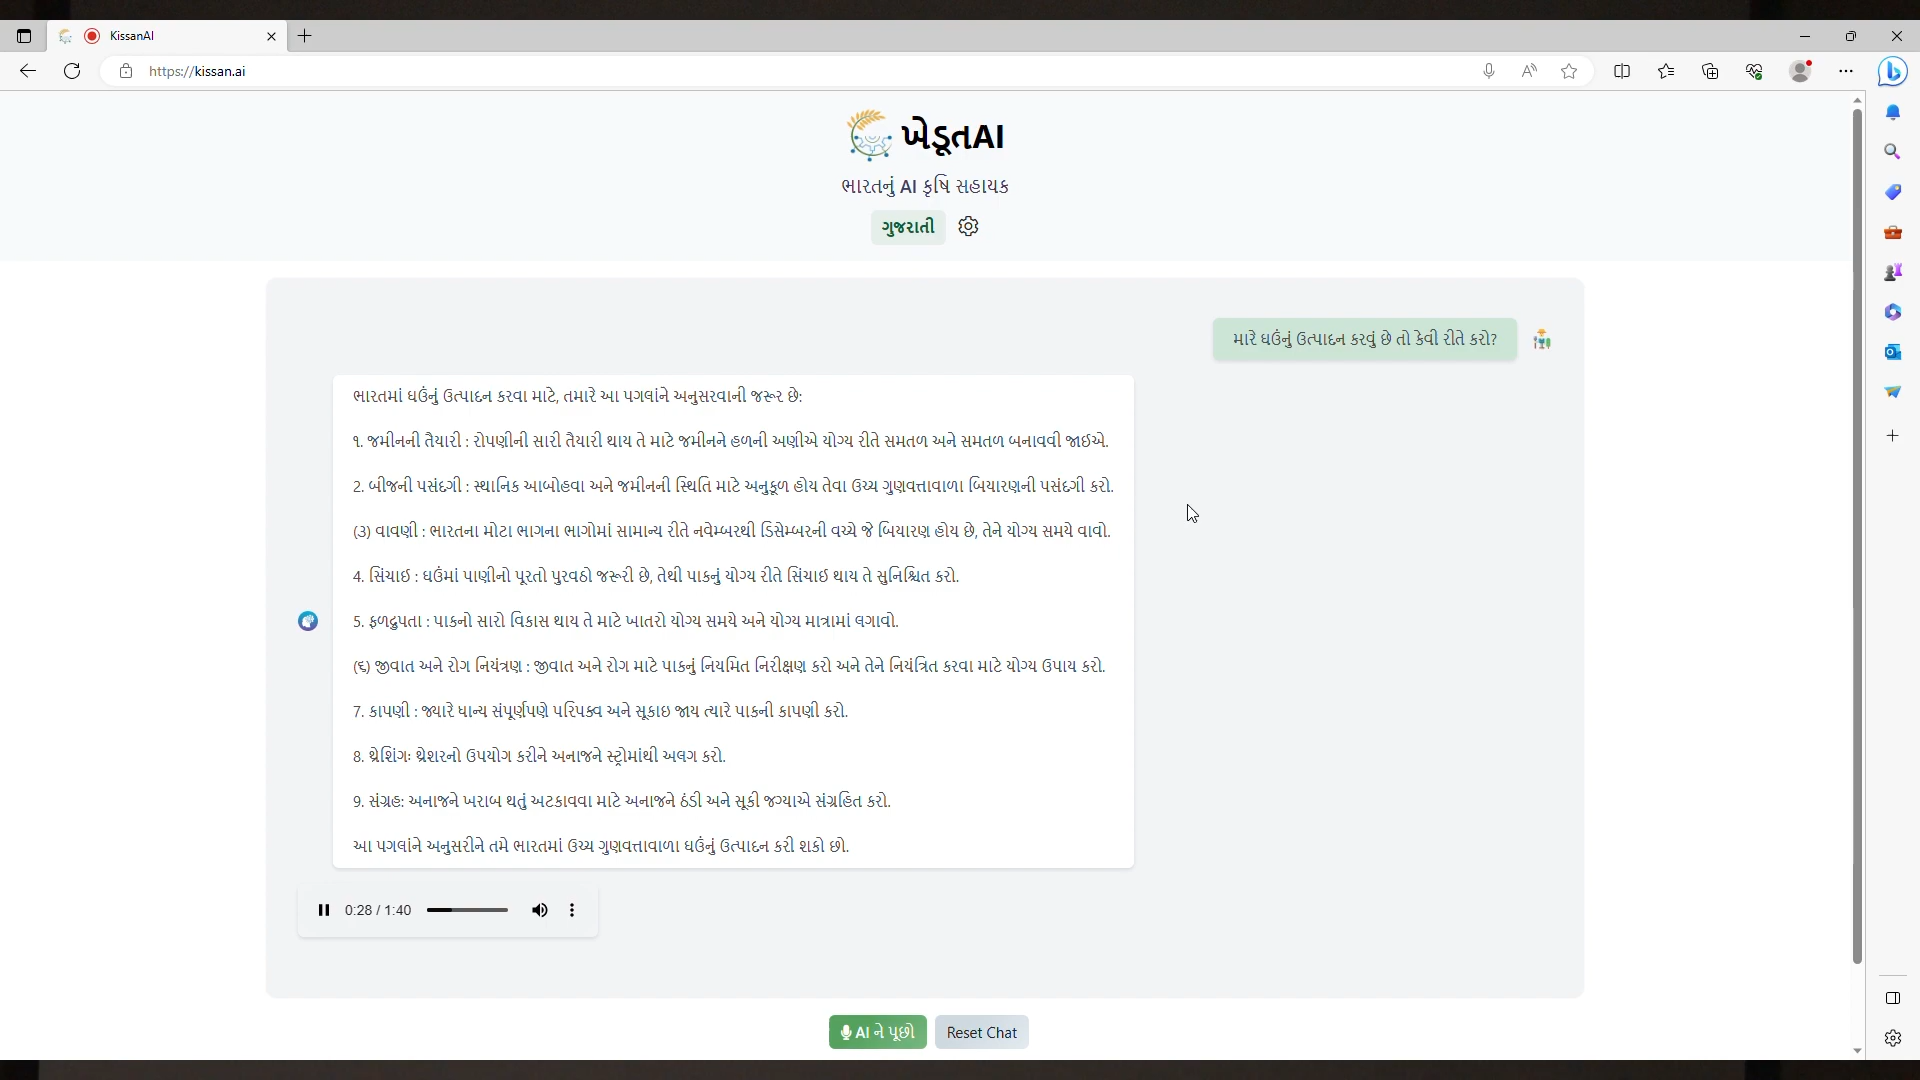 KissanAI
https://kissan.ai
ખેડૂતAI
ભારતનું AI કૃષિ સહાયક
ગુજરાતી
મારે ઘઉંનું ઉત્પાદન કરવું છે તો કેવી રીતે કરો?
ભારતમાં ઘઉંનું ઉત્પાદન કરવા માટે, તમારે આ પગલાંને અનુસરવાની જરૂર છે:
૧. જમીનની તૈયારી : રોપણીની સારી તૈયારી થાય તે માટે જમીનને હળની અણીએ યોગ્ય રીતે સમતળ અને સમતળ બનાવવી જાઈએ.
2. બીજની પસંદગી : સ્થાનિક આબોહવા અને જમીનની સ્થિતિ માટે અનુકૂળ હોય તેવા ઉચ્ચ ગુણવત્તાવાળા બિયારણની પસંદગી કરો.
(3) વાવણી : ભારતના મોટા ભાગના ભાગોમાં સામાન્ય રીતે નવેમ્બરથી ડિસેમ્બરની વચ્ચે જે બિયારણ હોય છે, તેને યોગ્ય સમયે વાવો.
4. સિંચાઈ : ઘઉંમાં પાણીનો પૂરતો પુરવઠો જરૂરી છે, તેથી પાકનું યોગ્ય રીતે સિંચાઈ થાય તે સુનિશ્ચિત કરો.
5. ફળદ્રુપતા : પાકનો સારો વિકાસ થાય તે માટે ખાતરો યોગ્ય સમયે અને યોગ્ય માત્રામાં લગાવો.
(૬) જીવાત અને રોગ નિયંત્રણ : જીવાત અને રોગ માટે પાકનું નિયમિત નિરીક્ષણ કરો અને તેને નિયંત્રિત કરવા માટે યોગ્ય ઉપાય કરો.
7. કાપણી : જ્યારે ધાન્ય સંપૂર્ણપણે પરિપક્વ અને સૂકાઇ જાય ત્યારે પાકની કાપણી કરો.
8. થ્રેશિંગઃ થ્રેશરનો ઉપયોગ કરીને અનાજને સ્ટ્રોમાંથી અલગ કરો.
9. સંગ્રહ: અનાજને ખરાબ થતું અટકાવવા માટે અનાજને ઠંડી અને સૂકી જગ્યાએ સંગ્રહિત કરો.
આ પગલાંને અનુસરીને તમે ભારતમાં ઉચ્ચ ગુણવત્તાવાળા ઘઉંનું ઉત્પાદન કરી શકો છો.
0:28 / 1:40
AI ને પૂછો
Reset Chat